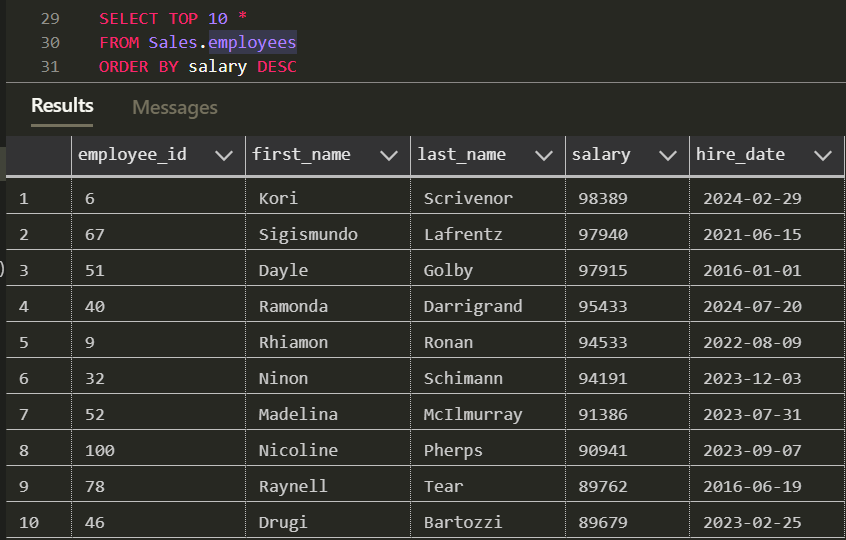 29 SELECT TOP 10 *
30 FROM Sales.employees
31 ORDER BY salary DESC
Results Messages
employee_id first_name last_name salary hire_date
1 6 Kori Scrivenor 98389 2024-02-29
2 67 Sigismundo Lafrentz 97940 2021-06-15
) 3 51 Dayle Golby 97915 2016-01-01
4 40 Ramonda Darrigrand 95433 2024-07-20
5 9 Rhiamon Ronan 94533 2022-08-09
6 32 Ninon Schimann 94191 2023-12-03
7 52 Madelina McIlmurray 91386 2023-07-31
8 100 Nicoline Pherps 90941 2023-09-07
9 78 Raynell Tear 89762 2016-06-19
10 46 Drugi Bartozzi 89679 2023-02-25